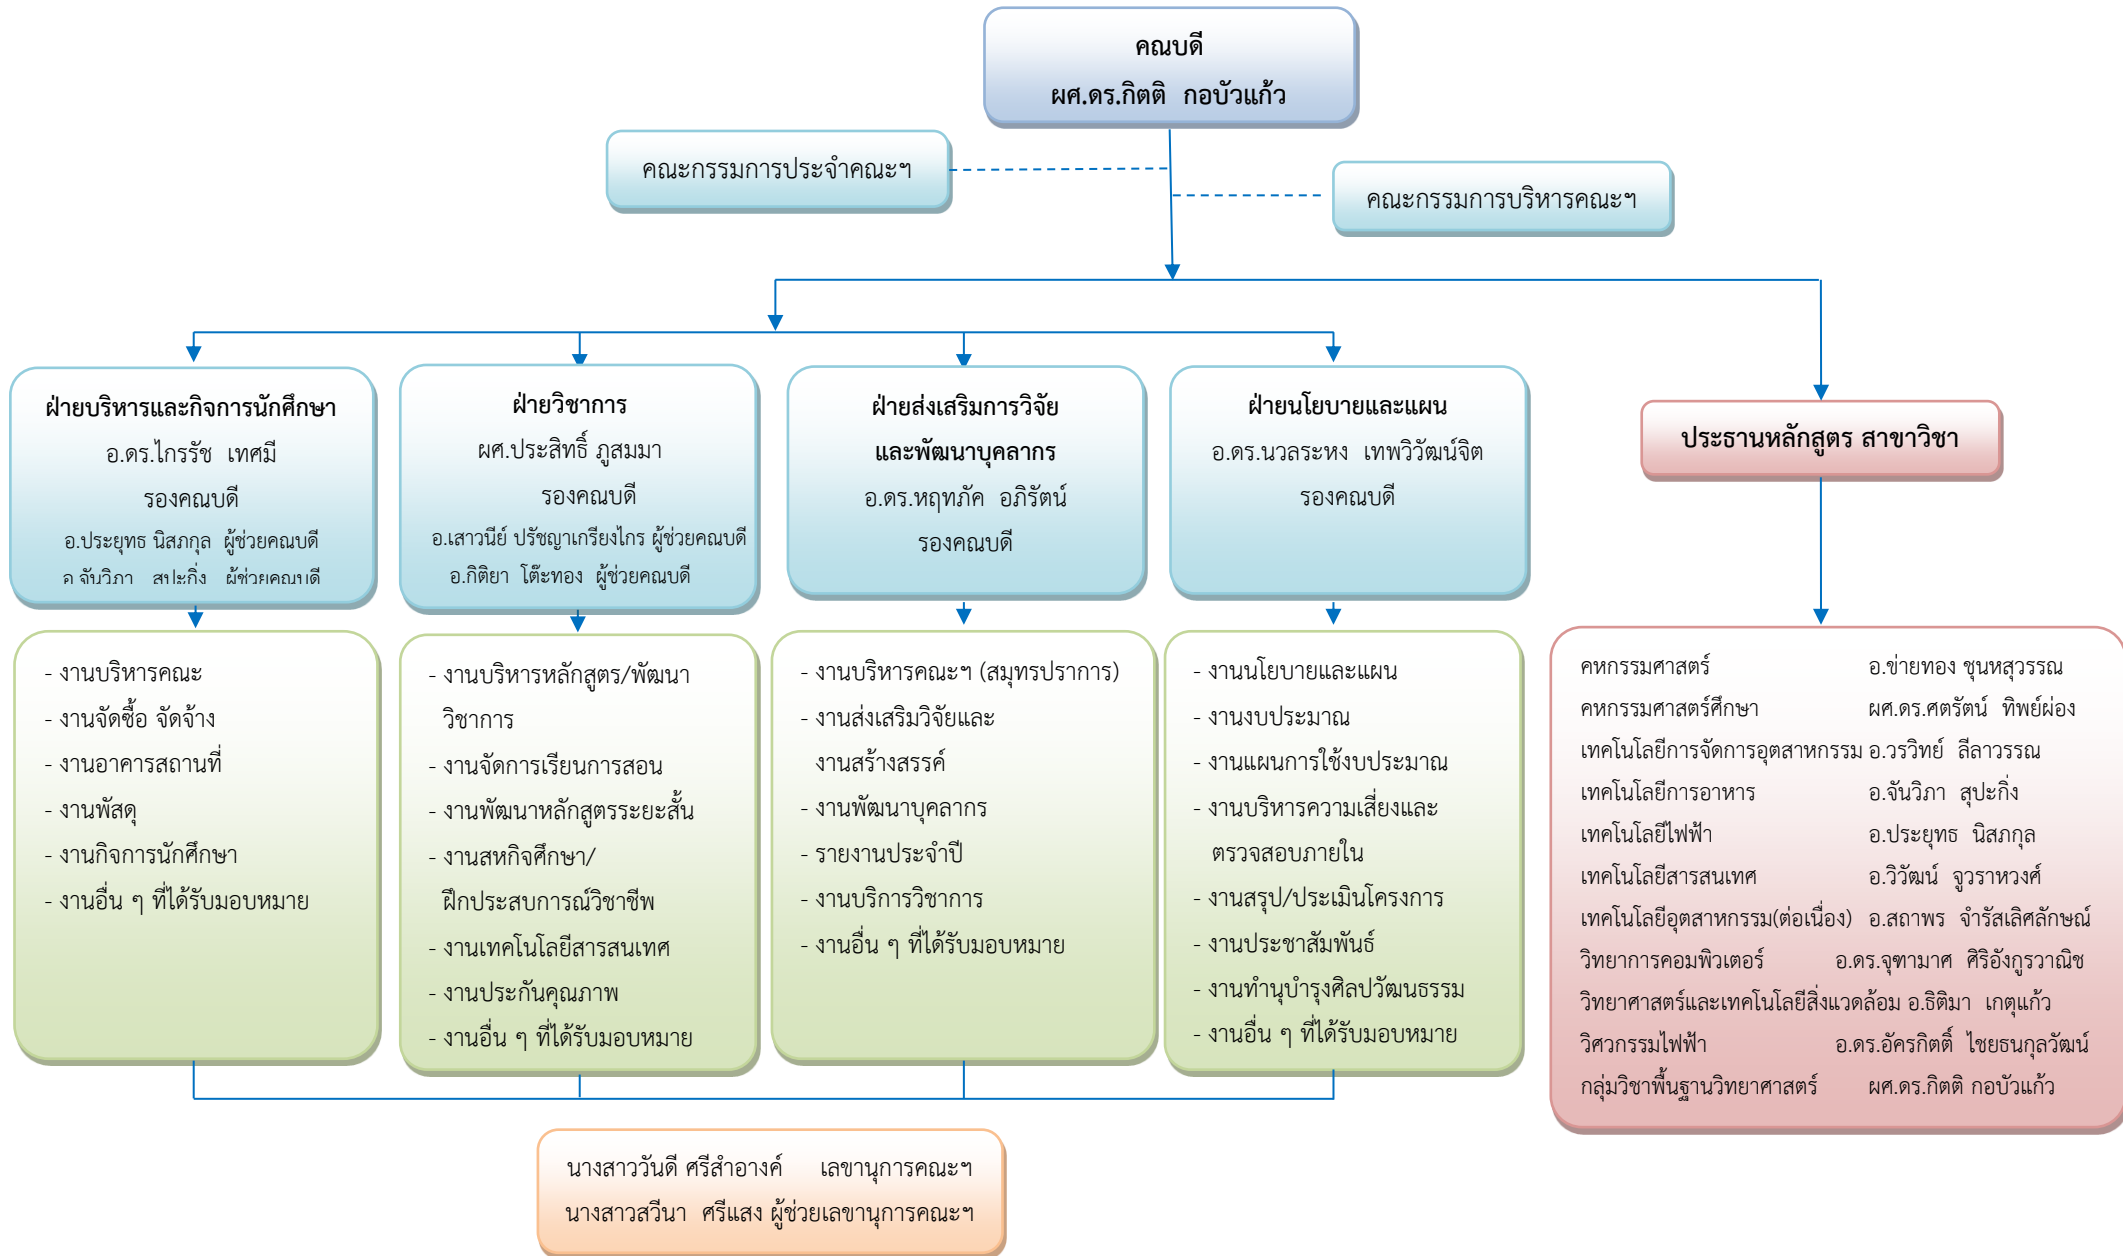 คณบดี
ผศ.ดร.กิตติ กอบัวแก้ว
คณะกรรมการประจำคณะฯ
คณะกรรมการบริหารคณะฯ
ฝ่ายบริหารและกิจการนักศึกษา
อ.ดร.ไกรรัช เทศมี
รองคณบดี
อ.ประยุทธ นิสภกุล ผู้ช่วยคณบดี
อ.จันวิภา สุปะกิ่ง ผู้ช่วยคณบดี
ฝ่ายวิชาการ
ผศ.ประสิทธิ์ ภูสมมา
รองคณบดี
อ.เสาวนีย์ ปรัชญาเกรียงไกร ผู้ช่วยคณบดี
อ.กิติยา โต๊ะทอง ผู้ช่วยคณบดี
ฝ่ายส่งเสริมการวิจัย
และพัฒนาบุคลากร
อ.ดร.หฤทภัค อภิรัตน์
รองคณบดี
ฝ่ายนโยบายและแผน
อ.ดร.นวลระหง เทพวิวัฒน์จิต
รองคณบดี
ประธานหลักสูตร สาขาวิชา
- งานบริหารคณะ
- งานจัดซื้อ จัดจ้าง
- งานอาคารสถานที่
- งานพัสดุ
- งานกิจการนักศึกษา
- งานอื่น ๆ ที่ได้รับมอบหมาย
- งานบริหารหลักสูตร/พัฒนา
วิชาการ
- งานจัดการเรียนการสอน
- งานพัฒนาหลักสูตรระยะสั้น
- งานสหกิจศึกษา/
ฝึกประสบการณ์วิชาชีพ
- งานเทคโนโลยีสารสนเทศ
- งานประกันคุณภาพ
- งานอื่น ๆ ที่ได้รับมอบหมาย
- งานบริหารคณะฯ (สมุทรปราการ)
- งานส่งเสริมวิจัยและ
งานสร้างสรรค์
- งานพัฒนาบุคลากร
- รายงานประจำปี
- งานบริการวิชาการ
- งานอื่น ๆ ที่ได้รับมอบหมาย
- งานนโยบายและแผน
- งานงบประมาณ
- งานแผนการใช้งบประมาณ
- งานบริหารความเสี่ยงและ
ตรวจสอบภายใน
- งานสรุป/ประเมินโครงการ
- งานประชาสัมพันธ์
- งานทำนุบำรุงศิลปวัฒนธรรม
- งานอื่น ๆ ที่ได้รับมอบหมาย
คหกรรมศาสตร์ อ.ข่ายทอง ชุนหสุวรรณ
คหกรรมศาสตร์ศึกษา ผศ.ดร.ศตรัตน์ ทิพย์ผ่อง
เทคโนโลยีการจัดการอุตสาหกรรม อ.วรวิทย์ ลีลาวรรณ
เทคโนโลยีการอาหาร อ.จันวิภา สุปะกิ่ง
เทคโนโลยีไฟฟ้า อ.ประยุทธ นิสภกุล
เทคโนโลยีสารสนเทศ อ.วิวัฒน์ จูวราหวงศ์
เทคโนโลยีอุตสาหกรรม(ต่อเนื่อง) อ.สถาพร จำรัสเลิศลักษณ์
วิทยาการคอมพิวเตอร์ อ.ดร.จุฑามาศ ศิริอังกูรวาณิช
วิทยาศาสตร์และเทคโนโลยีสิ่งแวดล้อม อ.ธิติมา เกตุแก้ว
วิศวกรรมไฟฟ้า อ.ดร.อัครกิตติ์ ไชยธนกุลวัฒน์
กลุ่มวิชาพื้นฐานวิทยาศาสตร์ ผศ.ดร.กิตติ กอบัวแก้ว
นางสาววันดี ศรีสำอางค์ เลขานุการคณะฯ
นางสาวสวีนา ศรีแสง ผู้ช่วยเลขานุการคณะฯ